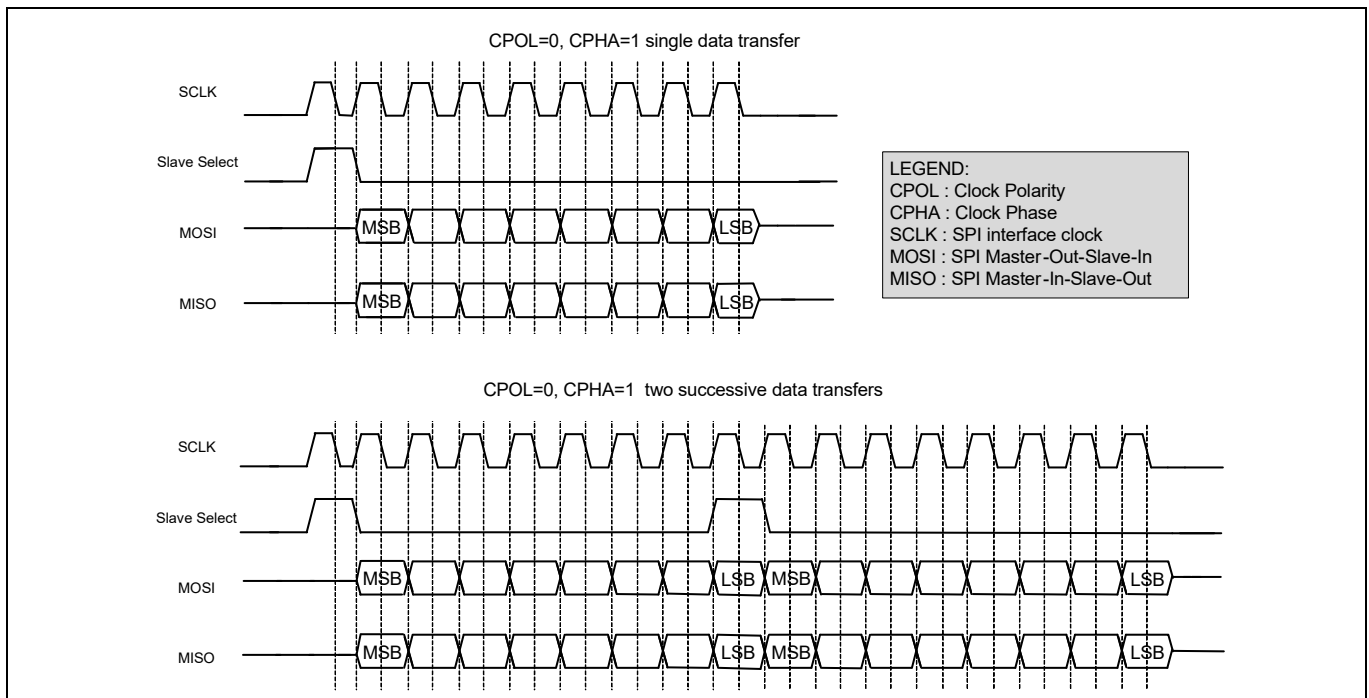 CPOL=0, CPHA=1 single data transfer
SCLK
Slave Select
MOSI
MSB
LSB
MISO
MSB
LSB
LEGEND:
CPOL : Clock Polarity
CPHA : Clock Phase
SCLK : SPI interface clock
MOSI : SPI Master-Out-Slave-In
MISO : SPI Master-In-Slave-Out
CPOL=0, CPHA=1 two successive data transfers
SCLK
Slave Select
MOSI
MSB
LSB
MSB
LSB
MISO
MSB
LSB
MSB
LSB